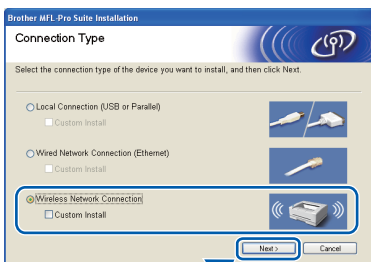 Brother MFL-Pro Suite Installation
Connection Type
Select the connection type of the device you want to install, and then click Next.
Local Connection (USB or Parallel)
Custom Install
Wired Network Connection (Ethernet)
Custom Install
Wireless Network Connection
Custom Install
Next >
Cancel